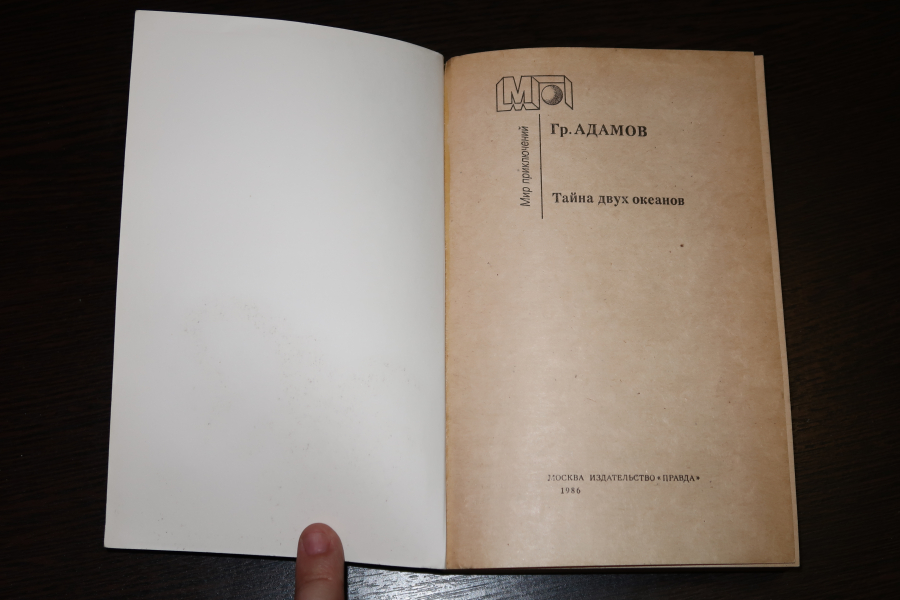 МП
Мир приключений
Гр. АДАМОВ
Тайна двух океанов
МОСКВА ИЗДАТЕЛЬСТВО «ПРАВДА»
1986